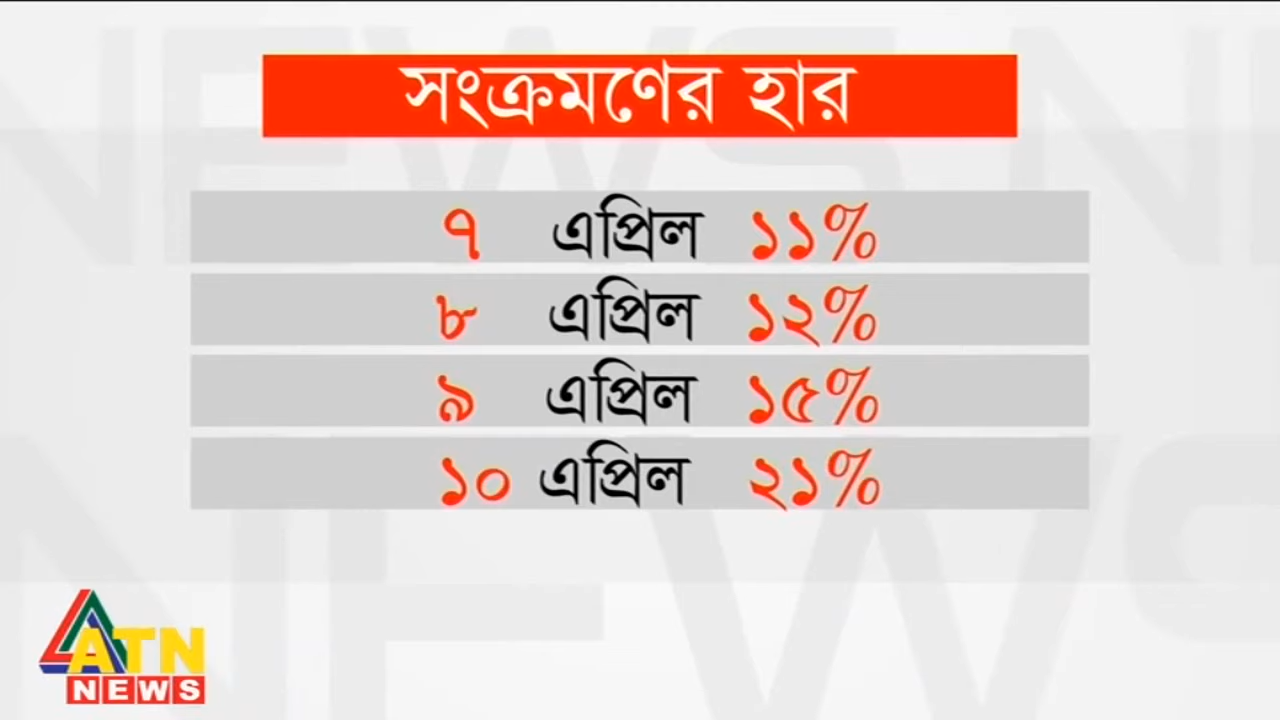 সংক্রমণের হার
৭ এপ্রিল ১১%
৮ এপ্রিল ১২%
৯ এপ্রিল ১৫%
১০ এপ্রিল ২১%
ATN
NEWS